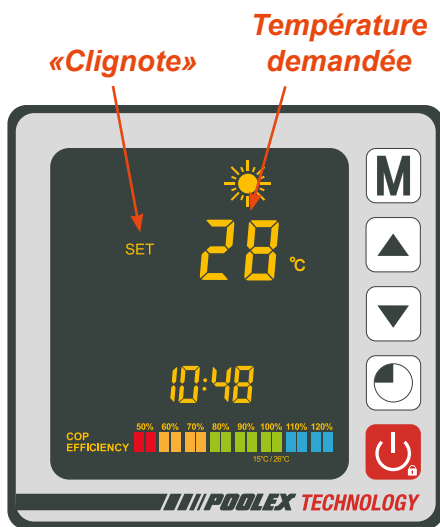 Température
«Clignote» demandée
M
SET 28 °C
10:48
50% 60% 70% 80% 90% 100% 110% 120%
COP
EFFICIENCY
15°C / 26°C
POOLEX TECHNOLOGY